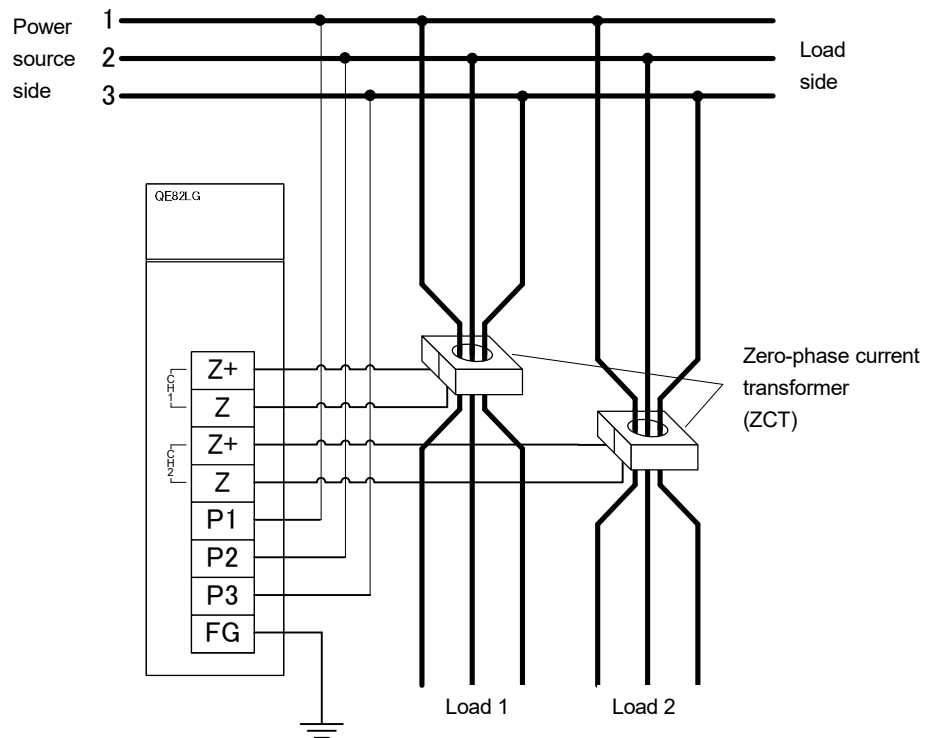 Power
source
side
1
2
3
Load
side
QE82LG
CH1
Z+
Z
CH2
Z+
Z
P1
P2
P3
FG
Zero-phase current
transformer
(ZCT)
Load 1
Load 2